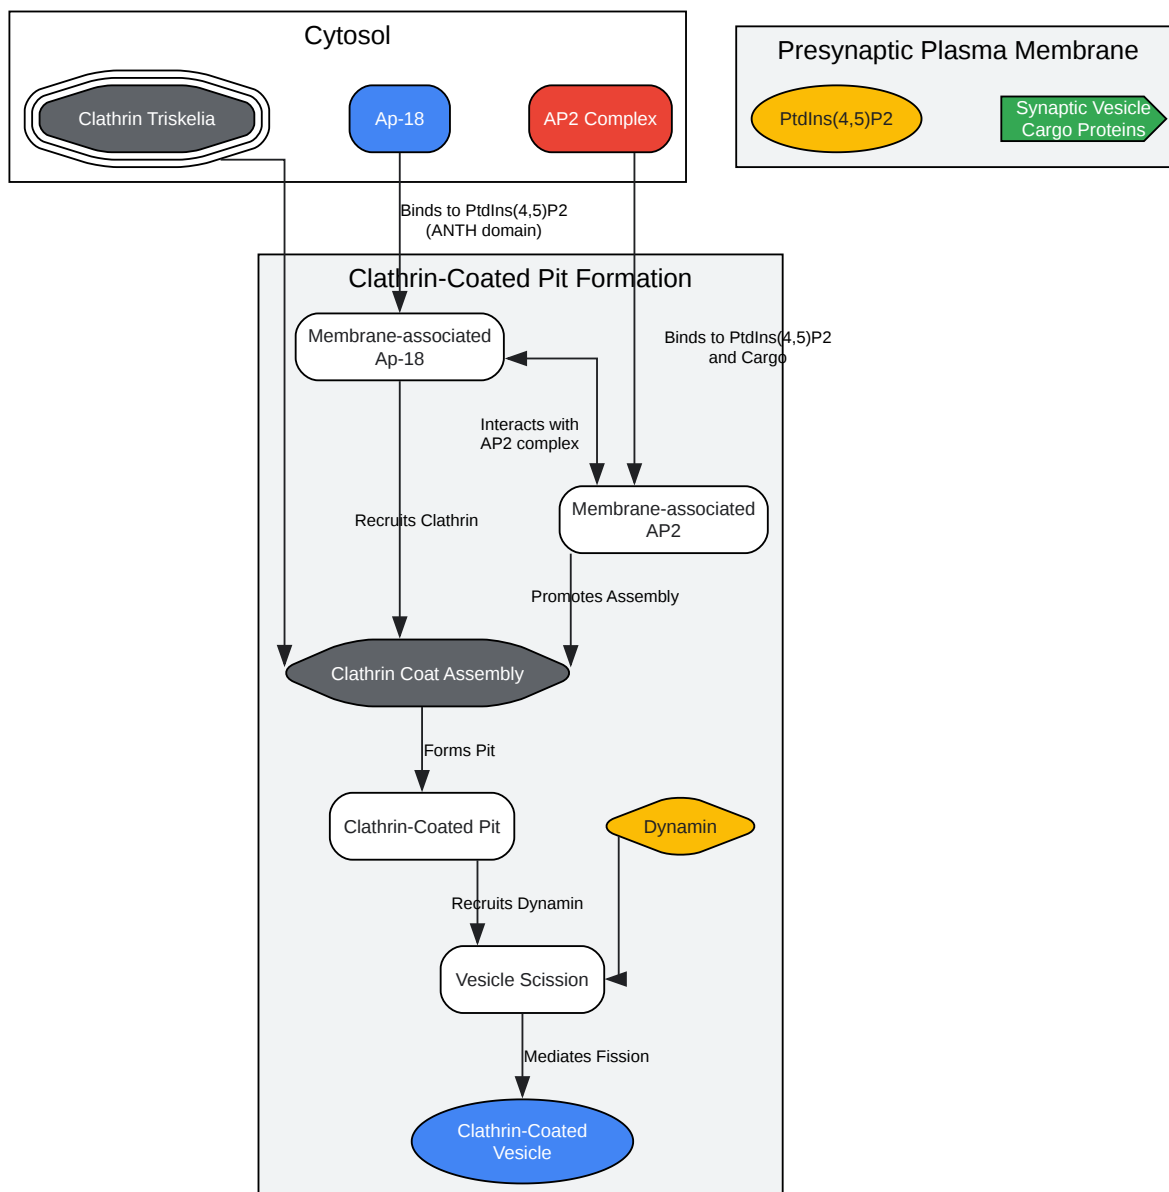 Cytosol
Presynaptic Plasma Membrane
Clathrin Triskelia
Ap-18
AP2 Complex
PtdIns(4,5)P2
Synaptic Vesicle
Cargo Proteins
Binds to PtdIns(4,5)P2
(ANTH domain)
Clathrin-Coated Pit Formation
Membrane-associated
Ap-18
Binds to PtdIns(4,5)P2
and Cargo
Interacts with
AP2 complex
Membrane-associated
AP2
Recruits Clathrin
Promotes Assembly
Clathrin Coat Assembly
Forms Pit
Clathrin-Coated Pit
Dynamin
Recruits Dynamin
Vesicle Scission
Mediates Fission
Clathrin-Coated
Vesicle